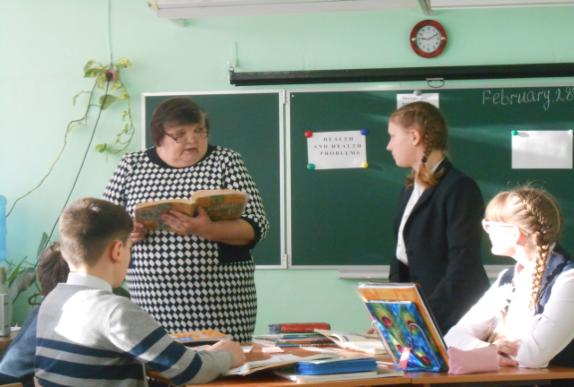 February 28
HEALTH
AND HEALTH
PROBLEMS